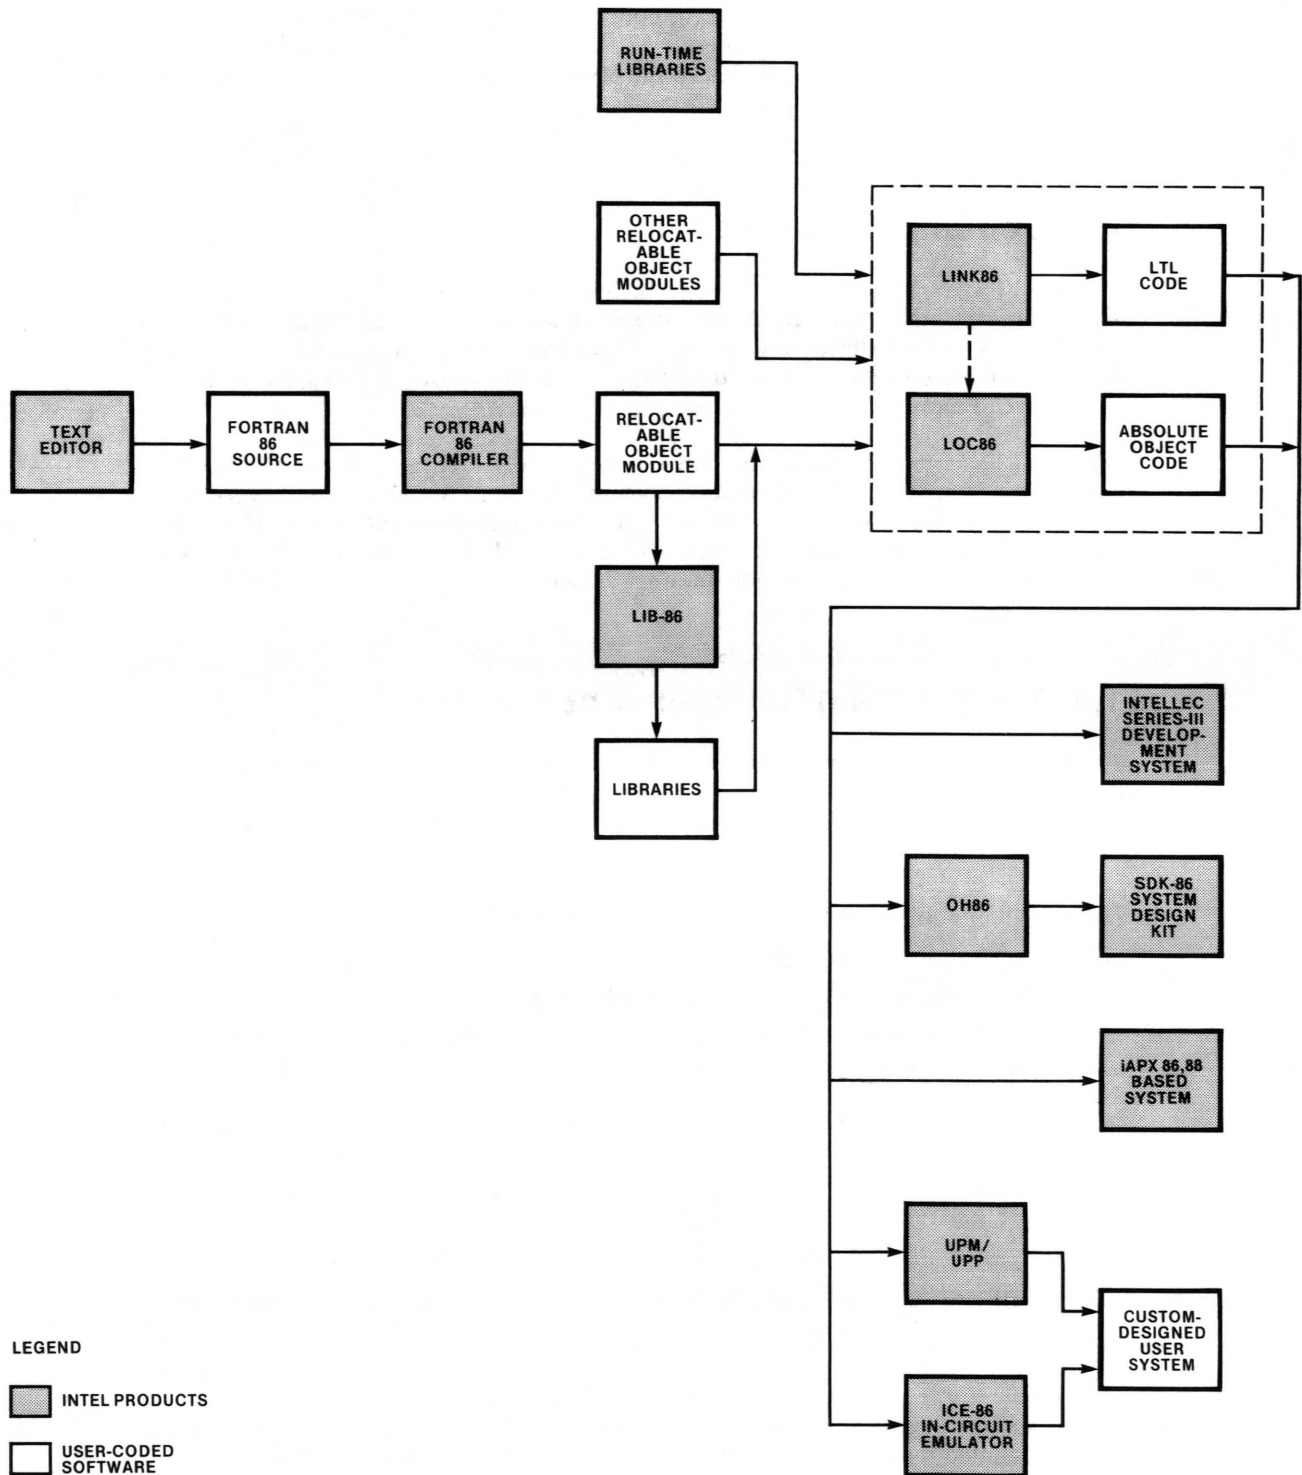 RUN-TIME
LIBRARIES
OTHER
RELOCAT-
ABLE
OBJECT
MODULES
LINK86
LTL
CODE
TEXT
EDITOR
FORTRAN
86
SOURCE
FORTRAN
86
COMPILER
RELOCAT-
ABLE
OBJECT
MODULE
LOC86
ABSOLUTE
OBJECT
CODE
LIB-86
LIBRARIES
INTELLEC
SERIES-III
DEVELOP-
MENT
SYSTEM
OH86
SDK-86
SYSTEM
DESIGN
KIT
iAPX 86,88
BASED
SYSTEM
UPM/
UPP
CUSTOM-
DESIGNED
USER
SYSTEM
ICE-86
IN-CIRCUIT
EMULATOR
LEGEND
INTEL PRODUCTS
USER-CODED
SOFTWARE